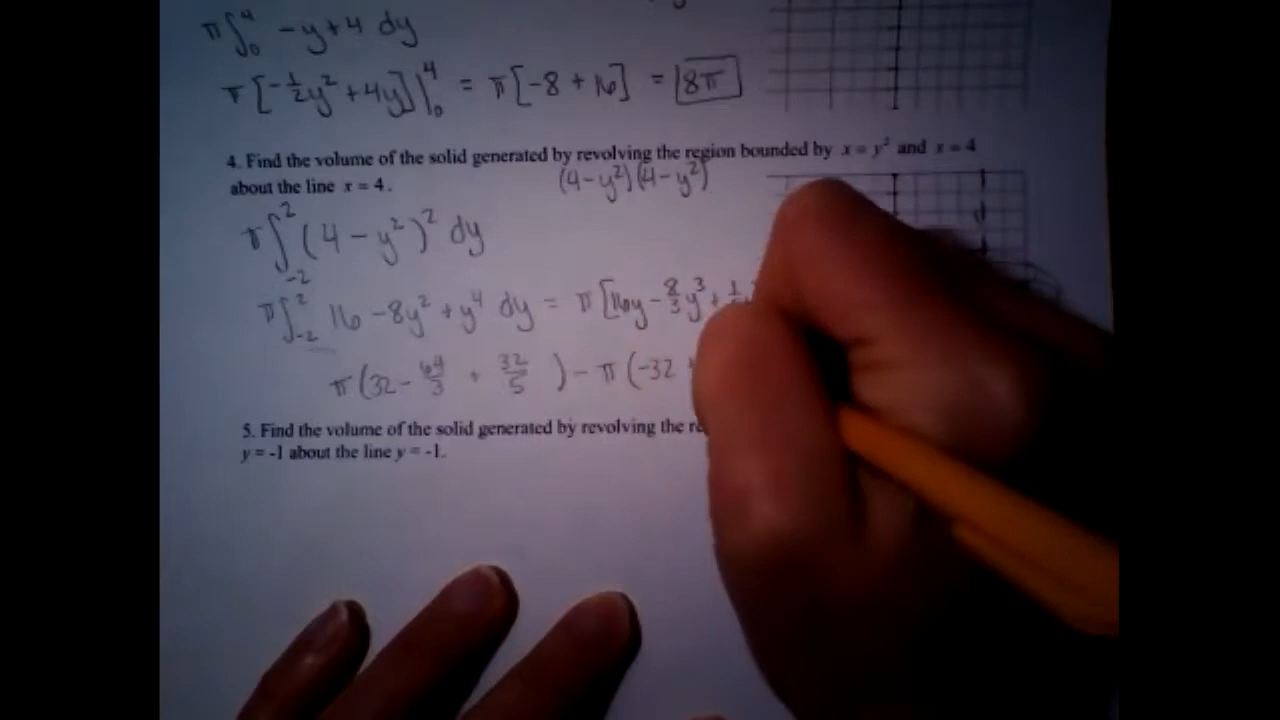 π∫₀⁴ -y+4 dy
π[-½y² + 4y]|₀⁴ = π[-8 + 16] = 8π
4. Find the volume of the solid generated by revolving the region bounded by x = y² and x = 4
about the line x = 4.
(4-y²)(4-y²)
π∫₋₂² (4 - y²)² dy
π∫₋₂² 16 - 8y² + y⁴ dy = π[16y - 8/3 y³ +
π(32 - 64/3 + 32/5 ) - π(-32
5. Find the volume of the solid generated by revolving the
y = -1 about the line y = -1.